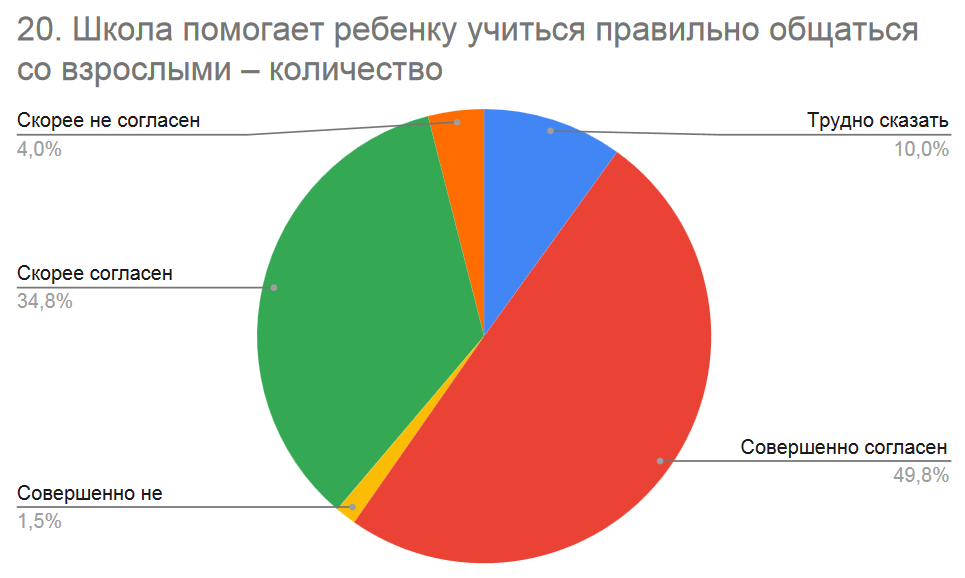 20. Школа помогает ребенку учиться правильно общаться
со взрослыми – количество
Скорее не согласен
4,0%
Трудно сказать
10,0%
Скорее согласен
34,8%
Совершенно согласен
49,8%
Совершенно не
1,5%